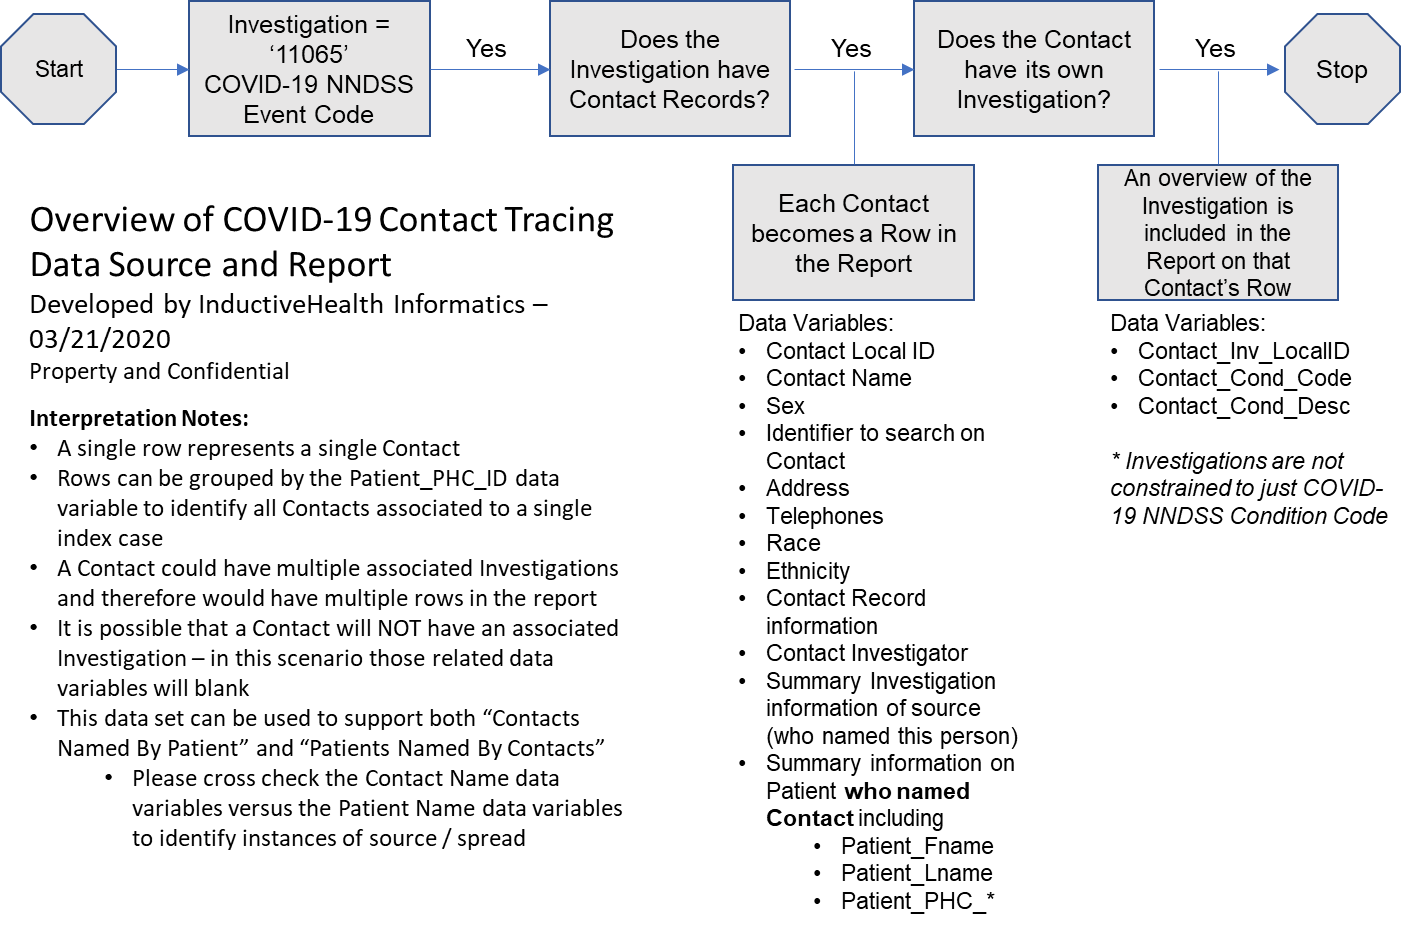 Start
Investigation =
‘11065’
COVID-19 NNDSS
Event Code
Yes
Does the
Investigation have
Contact Records?
Yes
Does the Contact
have its own
Investigation?
Yes
Stop
Each Contact
becomes a Row in
the Report
An overview of the
Investigation is
included in the
Report on that
Contact’s Row
Overview of COVID-19 Contact Tracing
Data Source and Report
Developed by InductiveHealth Informatics –
03/21/2020
Property and Confidential
Interpretation Notes:
• A single row represents a single Contact
• Rows can be grouped by the Patient_PHC_ID data
variable to identify all Contacts associated to a single
index case
• A Contact could have multiple associated Investigations
and therefore would have multiple rows in the report
• It is possible that a Contact will NOT have an associated
Investigation – in this scenario those related data
variables will blank
• This data set can be used to support both “Contacts
Named By Patient” and “Patients Named By Contacts”
• Please cross check the Contact Name data
variables versus the Patient Name data variables
to identify instances of source / spread
Data Variables:
• Contact Local ID
• Contact Name
• Sex
• Identifier to search on
Contact
• Address
• Telephones
• Race
• Ethnicity
• Contact Record
information
• Contact Investigator
• Summary Investigation
information of source
(who named this person)
• Summary information on
Patient who named
Contact including
• Patient_Fname
• Patient_Lname
• Patient_PHC_*
Data Variables:
• Contact_Inv_LocalID
• Contact_Cond_Code
• Contact_Cond_Desc
* Investigations are not
constrained to just COVID-
19 NNDSS Condition Code